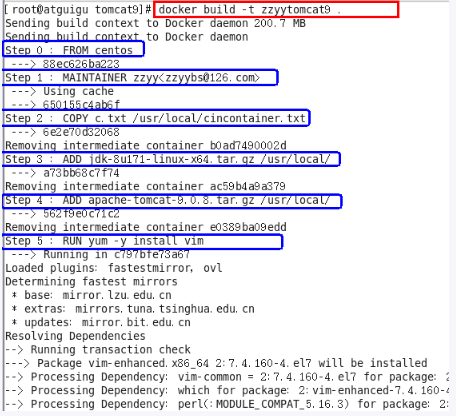 [root@atguigu tomcat9]# docker build -t zzyytomcat9 .
Sending build context to Docker daemon 200.7 MB
Sending build context to Docker daemon
Step 0 : FROM centos
---> 88ec626ba223
Step 1 : MAINTAINER zzyy<zzyybs@126.com>
---> Using cache
---> 650155c4ab6f
Step 2 : COPY c.txt /usr/local/cincontainer.txt
---> 6e2e70d32068
Removing intermediate container b0ad7490002d
Step 3 : ADD jdk-8u171-linux-x64.tar.gz /usr/local/
---> a73bb68c7f74
Removing intermediate container ac59b4a9a379
Step 4 : ADD apache-tomcat-9.0.8.tar.gz /usr/local/
---> 562f9e0c71c2
Removing intermediate container e0389ba09edd
Step 5 : RUN yum -y install vim
---> Running in c797bfe73a67
Loaded plugins: fastestmirror, ovl
Determining fastest mirrors
* base: mirror.lzu.edu.cn
* extras: mirrors.tuna.tsinghua.edu.cn
* updates: mirror.bit.edu.cn
Resolving Dependencies
--> Running transaction check
---> Package vim-enhanced.x86_64 2:7.4.160-4.el7 will be installed
--> Processing Dependency: vim-common = 2:7.4.160-4.el7 for package: 2
--> Processing Dependency: which for package: 2:vim-enhanced-7.4.160-4
--> Processing Dependency: perl(:MODULE_COMPAT_5.16.3) for package: 2: